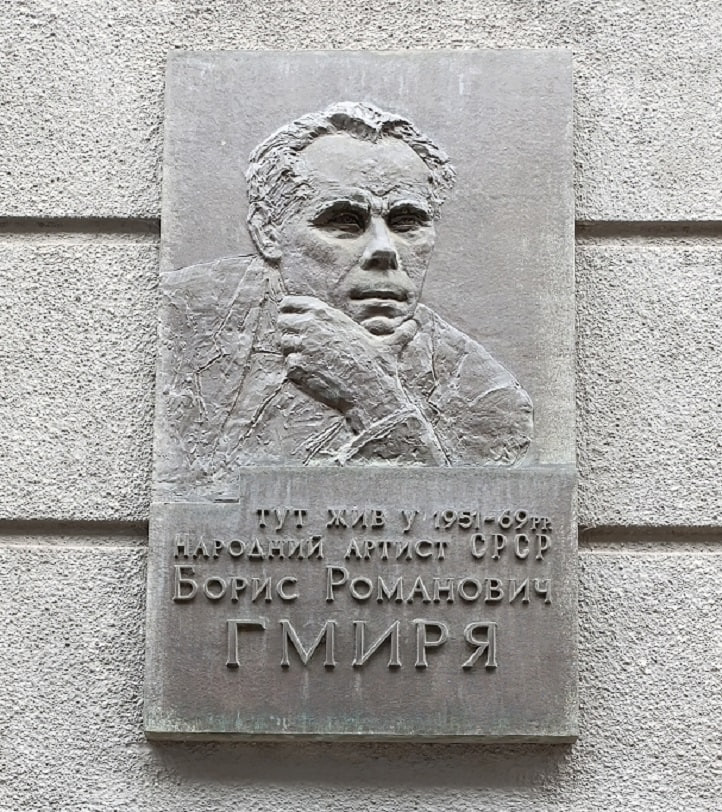 тут жив у 1951-69рр.
народний артист СРСР
Борис Романович
ГМИРЯ